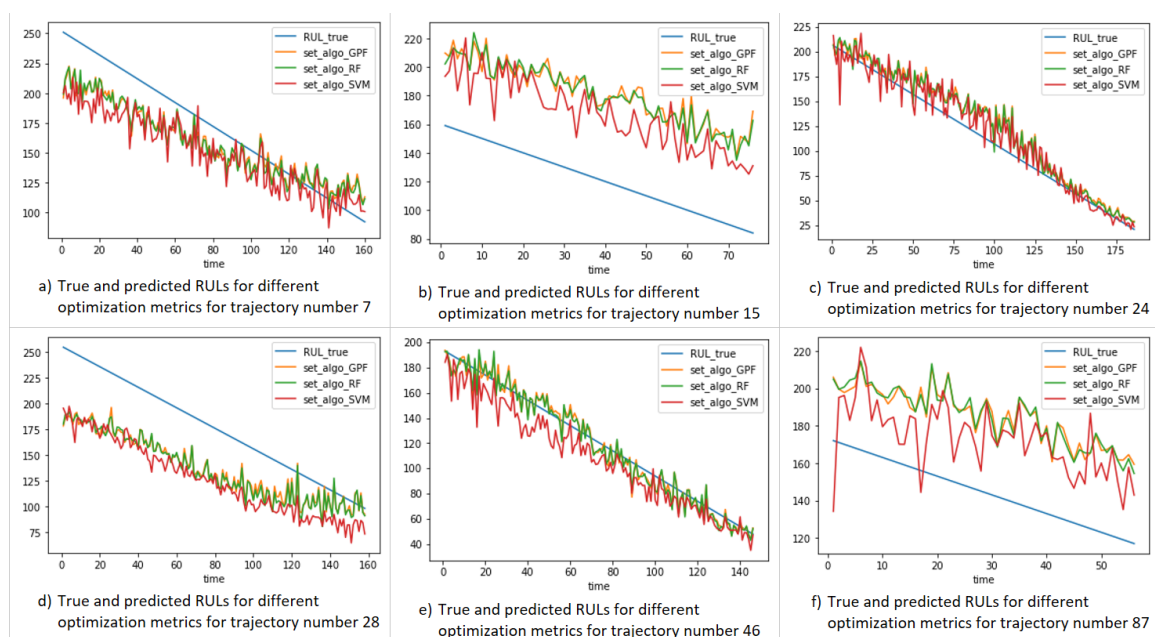 250
225
200
175
150
125
100
0 20 40 60 80 100 120 140 160
time
RUL_true
set_algo_GPF
set_algo_RF
set_algo_SVM
a) True and predicted RULs for different
optimization metrics for trajectory number 7
220
200
180
160
140
120
100
80
0 10 20 30 40 50 60 70
time
RUL_true
set_algo_GPF
set_algo_RF
set_algo_SVM
b) True and predicted RULs for different
optimization metrics for trajectory number 15
225
200
175
150
125
100
75
50
25
0 25 50 75 100 125 150 175
time
RUL_true
set_algo_GPF
set_algo_RF
set_algo_SVM
c) True and predicted RULs for different
optimization metrics for trajectory number 24
250
225
200
175
150
125
100
75
0 20 40 60 80 100 120 140 160
time
RUL_true
set_algo_GPF
set_algo_RF
set_algo_SVM
d) True and predicted RULs for different
optimization metrics for trajectory number 28
200
180
160
140
120
100
80
60
40
0 20 40 60 80 100 120 140
time
RUL_true
set_algo_GPF
set_algo_RF
set_algo_SVM
e) True and predicted RULs for different
optimization metrics for trajectory number 46
220
200
180
160
140
120
0 10 20 30 40 50
time
RUL_true
set_algo_GPF
set_algo_RF
set_algo_SVM
f) True and predicted RULs for different
optimization metrics for trajectory number 87